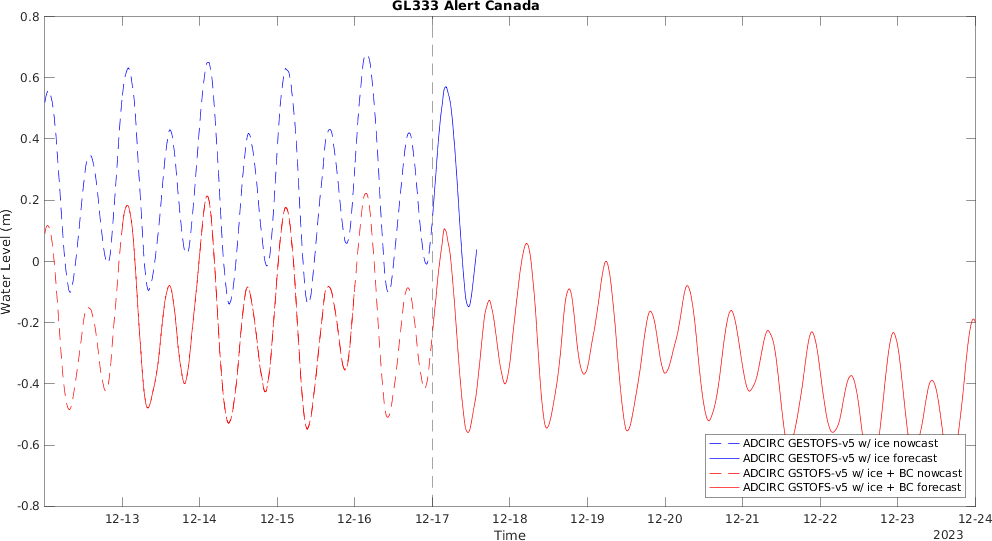 GL333 Alert Canada
0.8
0.6
0.4
0.2
0
-0.2
-0.4
-0.6
-0.8
Water Level (m)
ADCIRC GESTOFS-v5 w/ ice nowcast
ADCIRC GESTOFS-v5 w/ ice forecast
ADCIRC GSTOFS-v5 w/ ice + BC nowcast
ADCIRC GSTOFS-v5 w/ ice + BC forecast
12-13 12-14 12-15 12-16 12-17 12-18 12-19 12-20 12-21 12-22 12-23 12-24
Time
2023